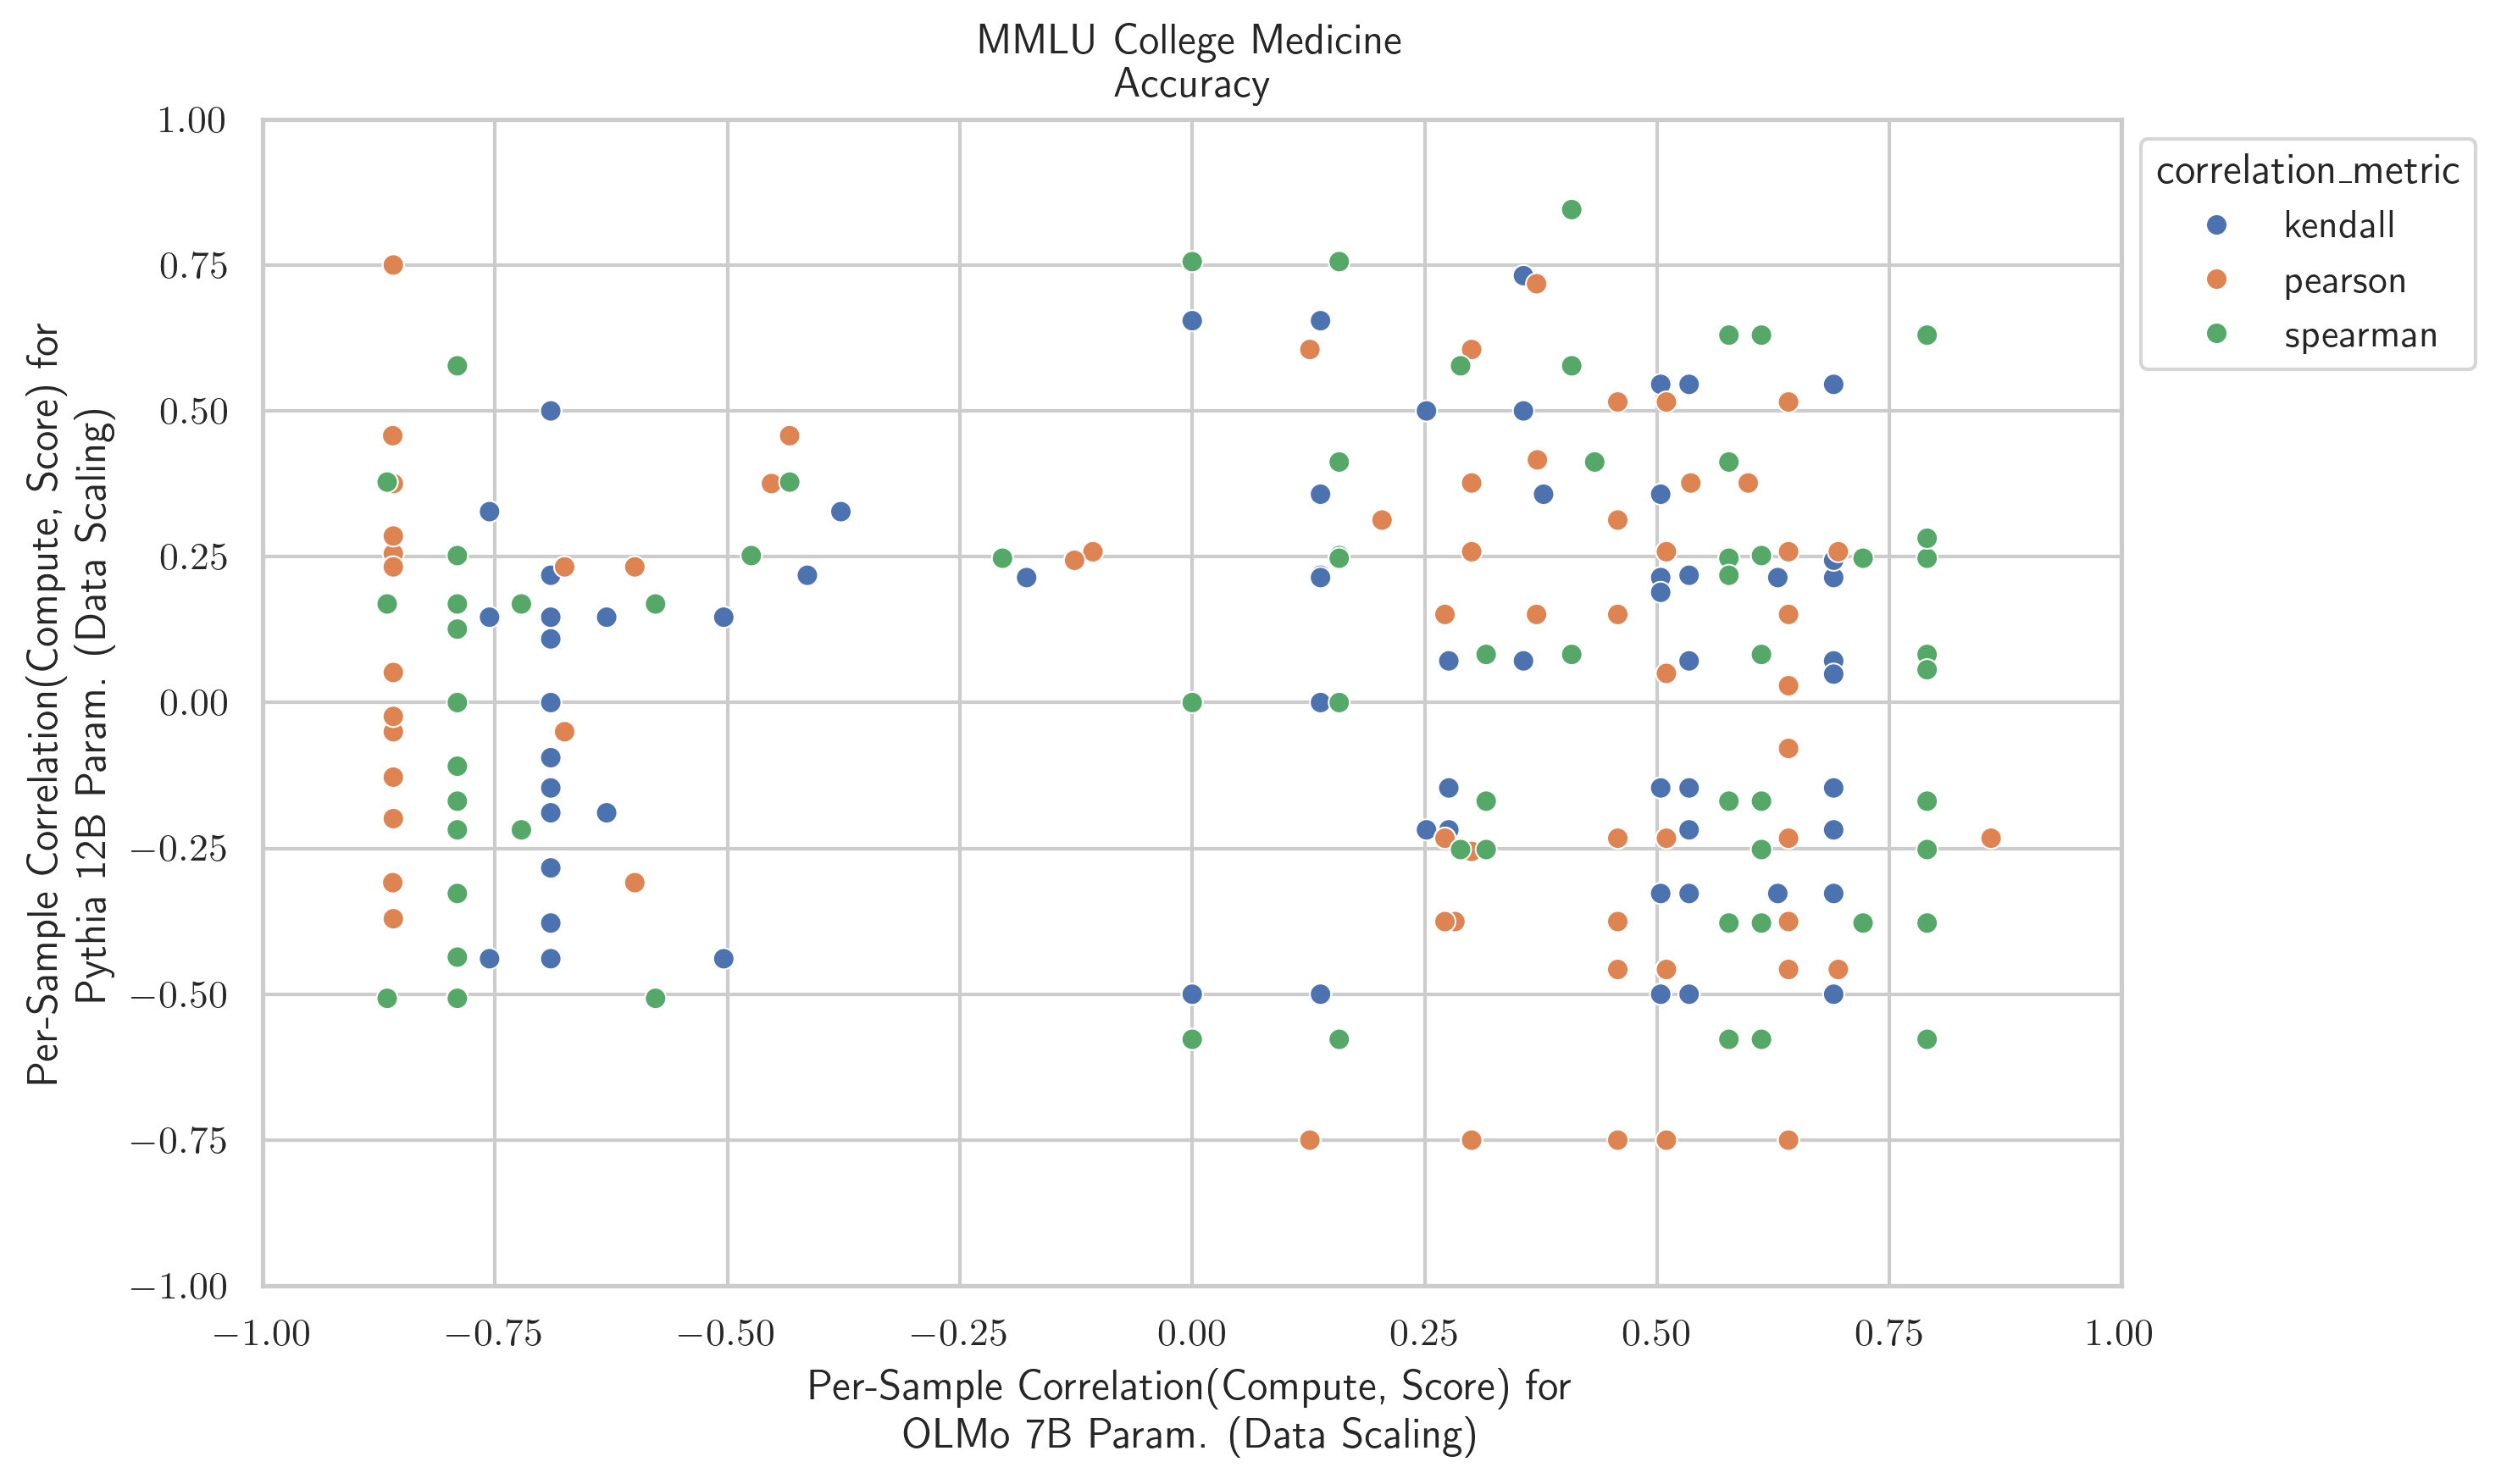 MMLU College Medicine
Accuracy
Per-Sample Correlation(Compute, Score) for
Pythia 12B Param. (Data Scaling)
1.00
0.75
0.50
0.25
0.00
−0.25
−0.50
−0.75
−1.00
−1.00 −0.75 −0.50 −0.25 0.00 0.25 0.50 0.75 1.00
Per-Sample Correlation(Compute, Score) for
OLMo 7B Param. (Data Scaling)
correlation_metric
kendall
pearson
spearman